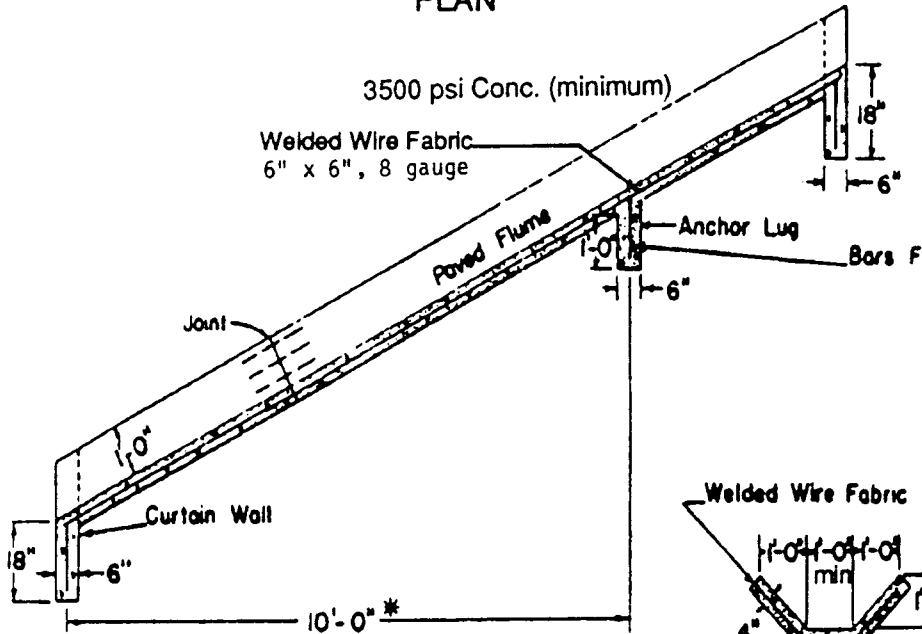 PLAN
3500 psi Conc. (minimum)
Welded Wire Fabric
6" x 6", 8 gauge
18"
6"
Anchor Lug
1'-0"
Bars F
6"
Paved Flume
Joint
1'-0"
Curtain Wall
18"
6"
10'-0" *
Welded Wire Fabric
1'-0" 1'-0" 1'-0"
min
4"